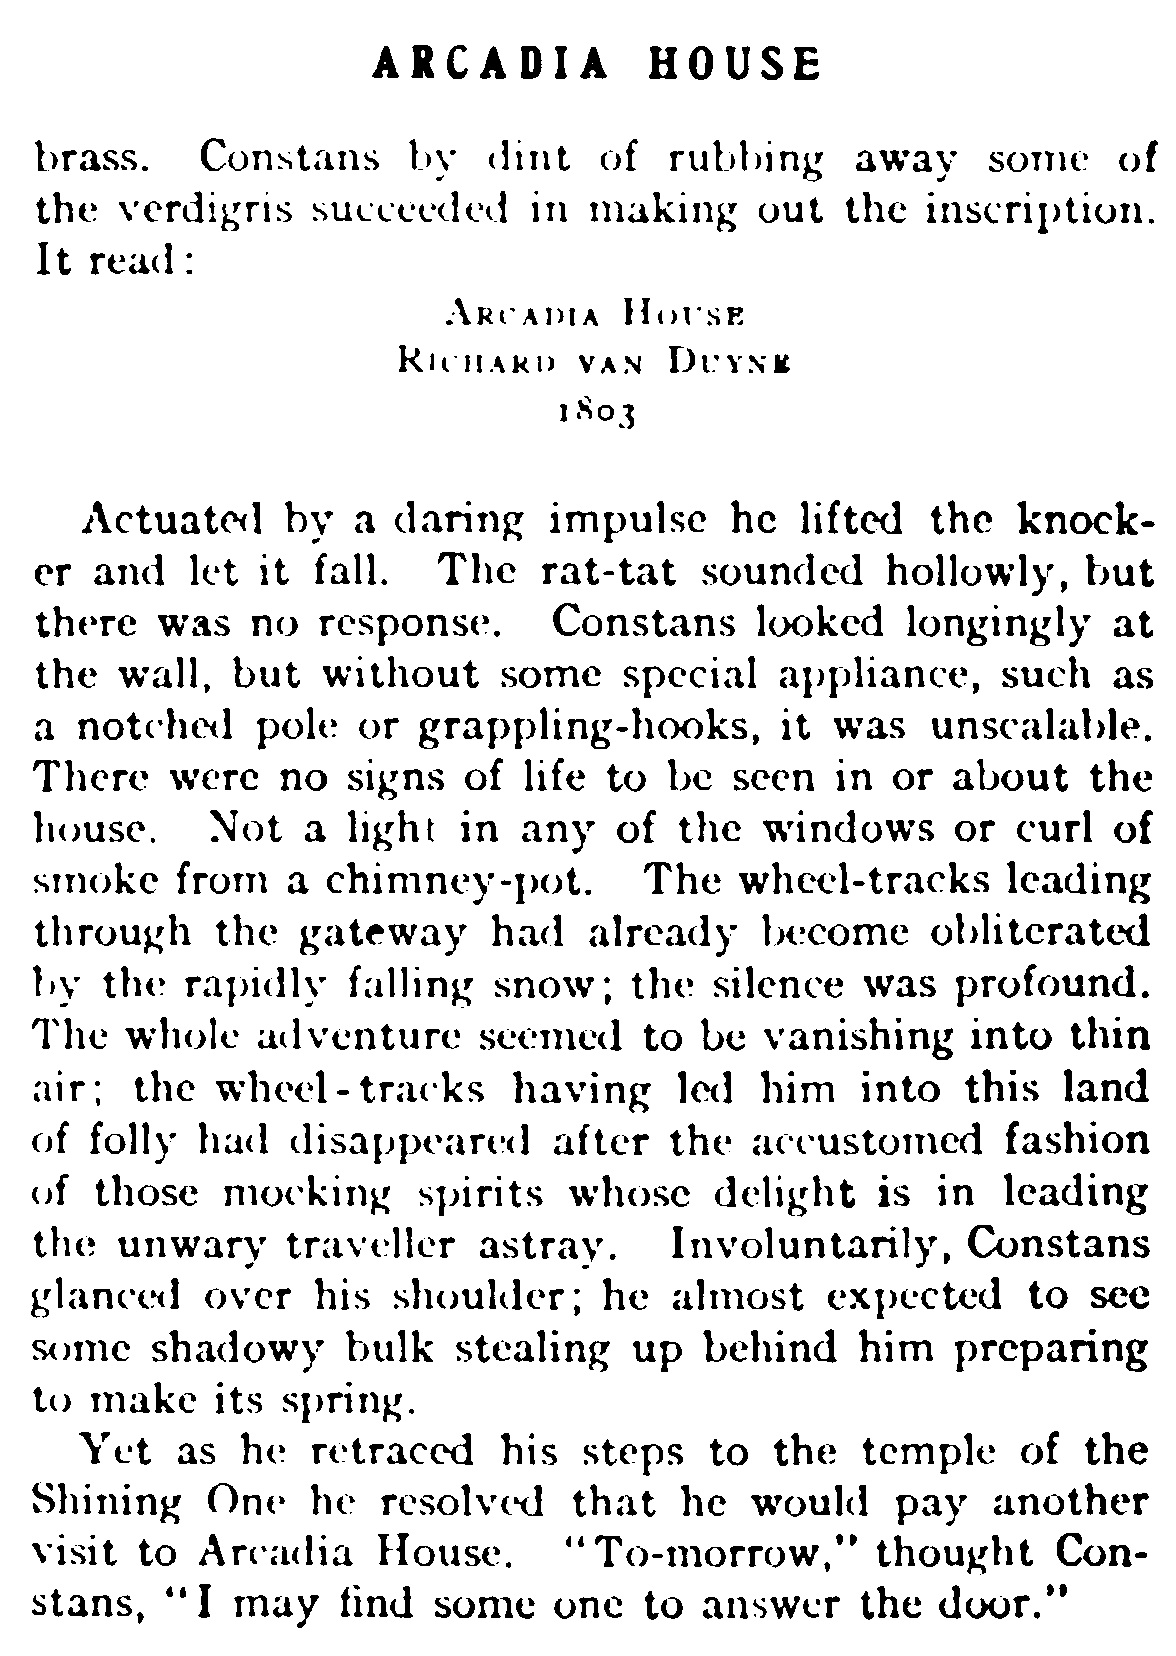 ARCADIA HOUSE
brass. Constans by dint of rubbing away some of
the verdigris succeeded in making out the inscription.
It read:
ARCADIA HOUSE
RICHARD VAN DUYNE
1803
Actuated by a daring impulse he lifted the knock-
er and let it fall. The rat-tat sounded hollowly, but
there was no response. Constans looked longingly at
the wall, but without some special appliance, such as
a notched pole or grappling-hooks, it was unscalable.
There were no signs of life to be seen in or about the
house. Not a light in any of the windows or curl of
smoke from a chimney-pot. The wheel-tracks leading
through the gateway had already become obliterated
by the rapidly falling snow; the silence was profound.
The whole adventure seemed to be vanishing into thin
air; the wheel-tracks having led him into this land
of folly had disappeared after the accustomed fashion
of those mocking spirits whose delight is in leading
the unwary traveller astray. Involuntarily, Constans
glanced over his shoulder; he almost expected to see
some shadowy bulk stealing up behind him preparing
to make its spring.
Yet as he retraced his steps to the temple of the
Shining One he resolved that he would pay another
visit to Arcadia House. "To-morrow," thought Con-
stans, "I may find some one to answer the door."